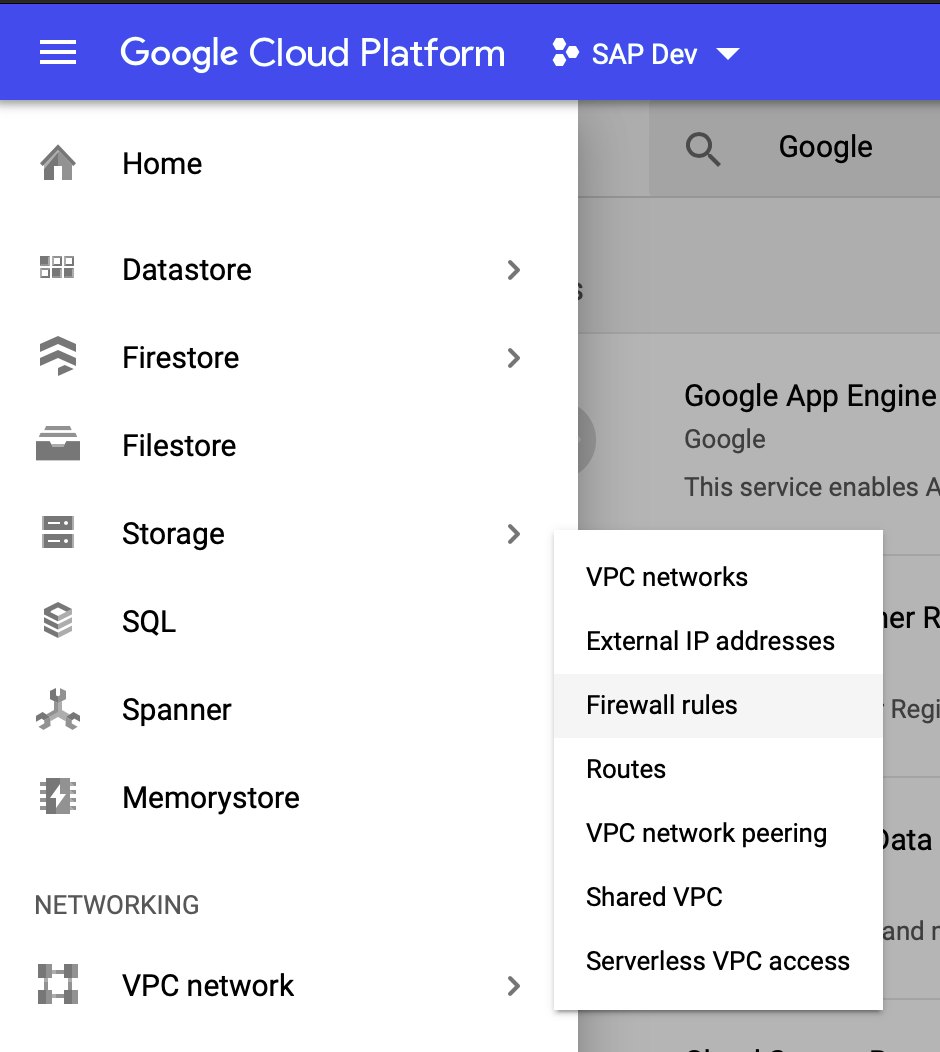 Google Cloud Platform SAP Dev
Home
Datastore
Firestore
Filestore
Storage
SQL
Spanner
Memorystore
NETWORKING
VPC network
VPC networks
External IP addresses
Firewall rules
Routes
VPC network peering
Shared VPC
Serverless VPC access
Google
Google App Engine
Google
This service enables
Data
and